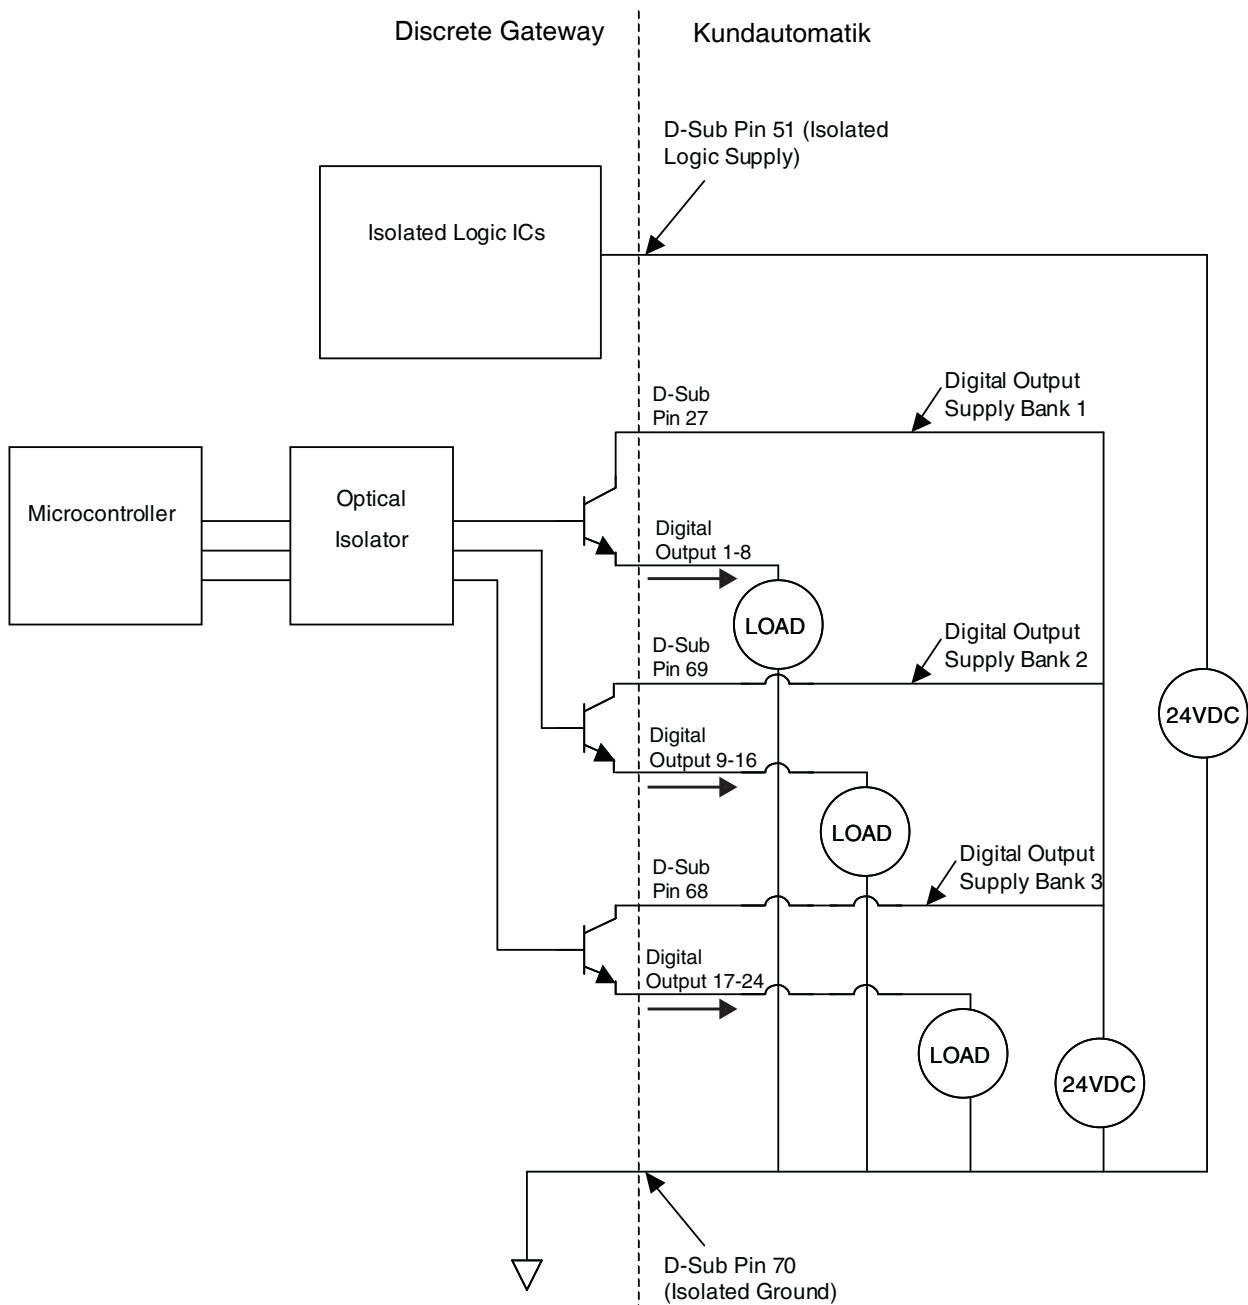 Discrete Gateway
Kundautomatik
D-Sub Pin 51 (Isolated
Logic Supply)
Isolated Logic ICs
D-Sub
Pin 27
Digital Output
Supply Bank 1
Microcontroller
Optical
Isolator
Digital
Output 1-8
LOAD
D-Sub
Pin 69
Digital Output
Supply Bank 2
24VDC
Digital
Output 9-16
LOAD
D-Sub
Pin 68
Digital Output
Supply Bank 3
Digital
Output 17-24
LOAD
24VDC
D-Sub Pin 70
(Isolated Ground)